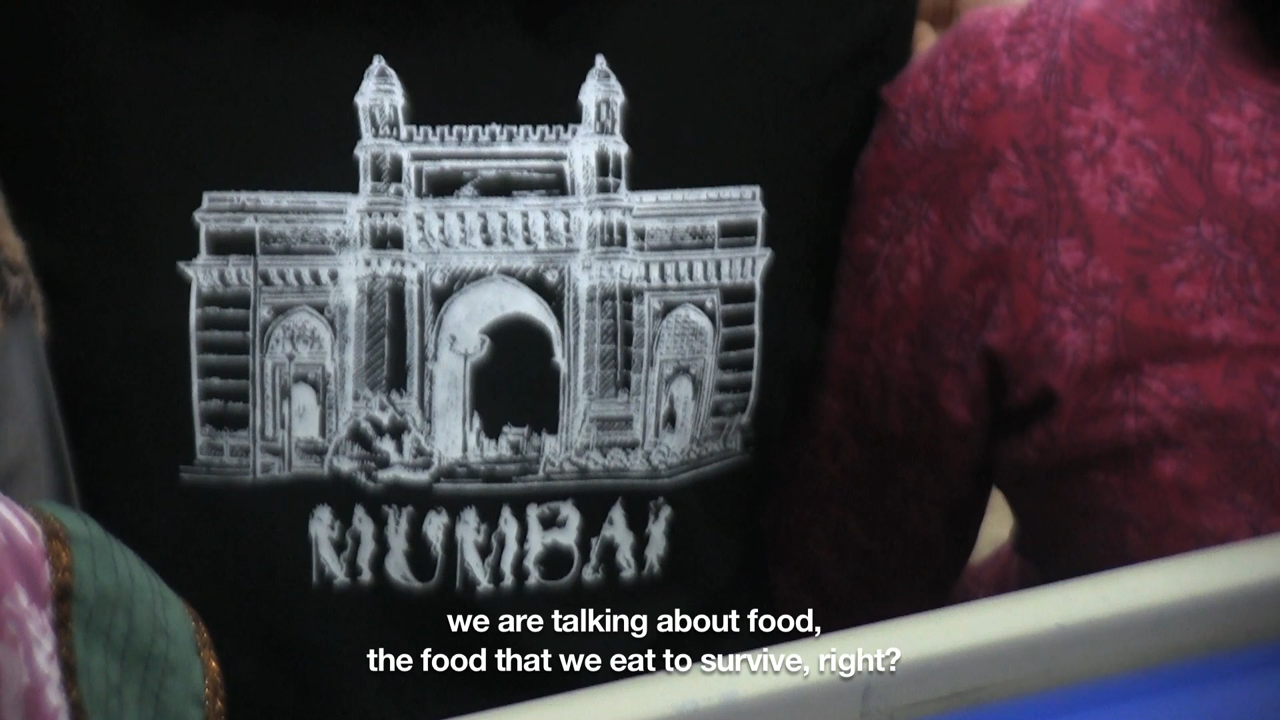 MUMBAI
we are talking about food,
the food that we eat to survive, right?